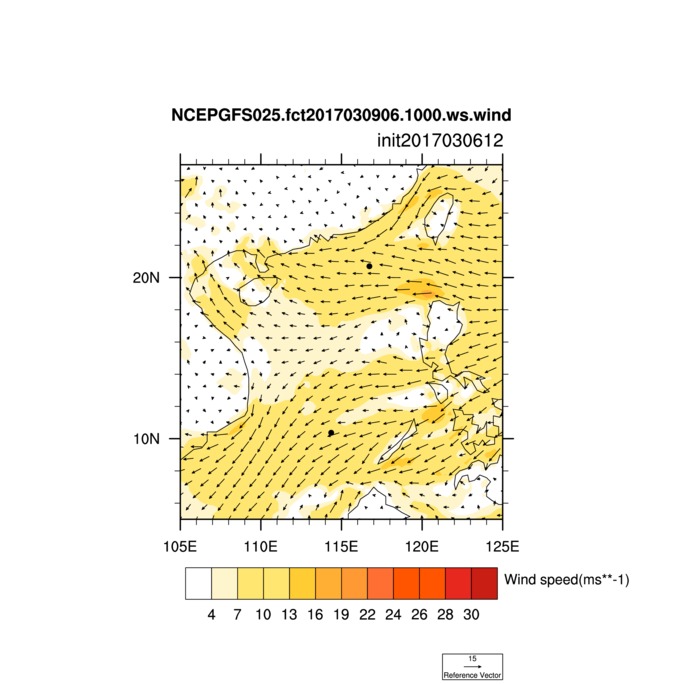 NCEPGFS025.fct2017030906.1000.ws.wind
init2017030612
20N
10N
105E 110E 115E 120E 125E
Wind speed(ms**-1)
4 7 10 13 16 19 22 24 26 28 30
15
Reference Vector